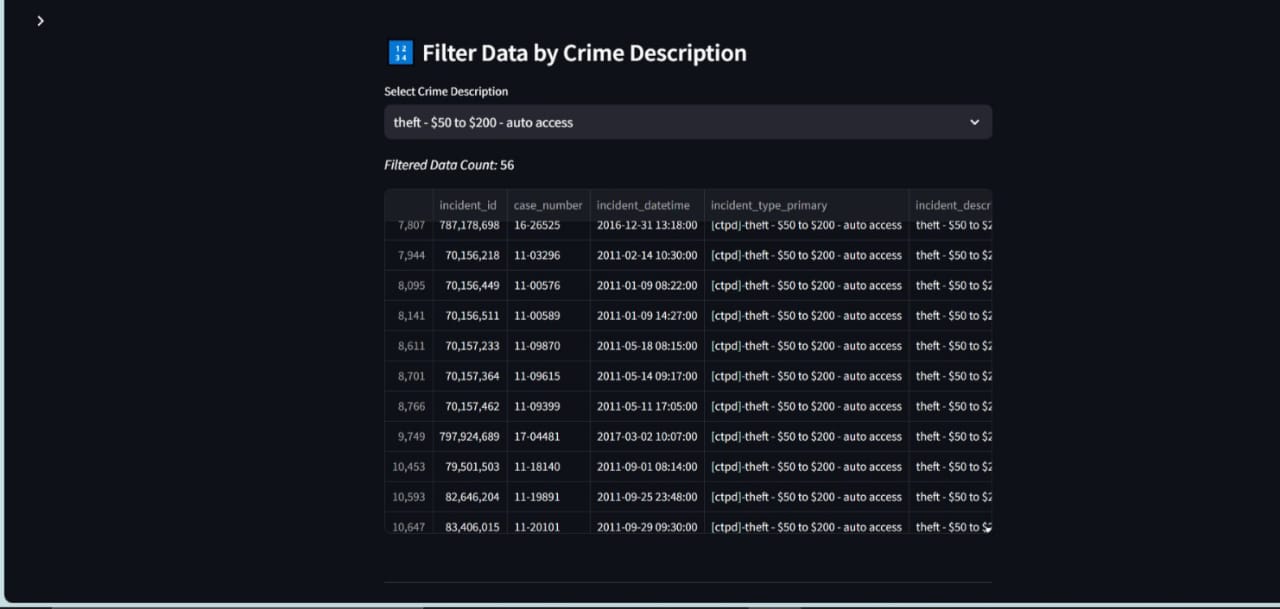 Filter Data by Crime Description
Select Crime Description
theft - $50 to $200 - auto access
Filtered Data Count: 56
incident_id case_number incident_datetime incident_type_primary incident_descr
7,807 787,178,698 16-26525 2016-12-31 13:18:00 [ctpd]-theft - $50 to $200 - auto access theft - $50 to $2
7,944 70,156,218 11-03296 2011-02-14 10:30:00 [ctpd]-theft - $50 to $200 - auto access theft - $50 to $2
8,095 70,156,449 11-00576 2011-01-09 08:22:00 [ctpd]-theft - $50 to $200 - auto access theft - $50 to $2
8,141 70,156,511 11-00589 2011-01-09 14:27:00 [ctpd]-theft - $50 to $200 - auto access theft - $50 to $2
8,611 70,157,233 11-09870 2011-05-18 08:15:00 [ctpd]-theft - $50 to $200 - auto access theft - $50 to $2
8,701 70,157,364 11-09615 2011-05-14 09:17:00 [ctpd]-theft - $50 to $200 - auto access theft - $50 to $2
8,766 70,157,462 11-09399 2011-05-11 17:05:00 [ctpd]-theft - $50 to $200 - auto access theft - $50 to $2
9,749 797,924,689 17-04481 2017-03-02 10:07:00 [ctpd]-theft - $50 to $200 - auto access theft - $50 to $2
10,453 79,501,503 11-18140 2011-09-01 08:14:00 [ctpd]-theft - $50 to $200 - auto access theft - $50 to $2
10,593 82,646,204 11-19891 2011-09-25 23:48:00 [ctpd]-theft - $50 to $200 - auto access theft - $50 to $2
10,647 83,406,015 11-20101 2011-09-29 09:30:00 [ctpd]-theft - $50 to $200 - auto access theft - $50 to $